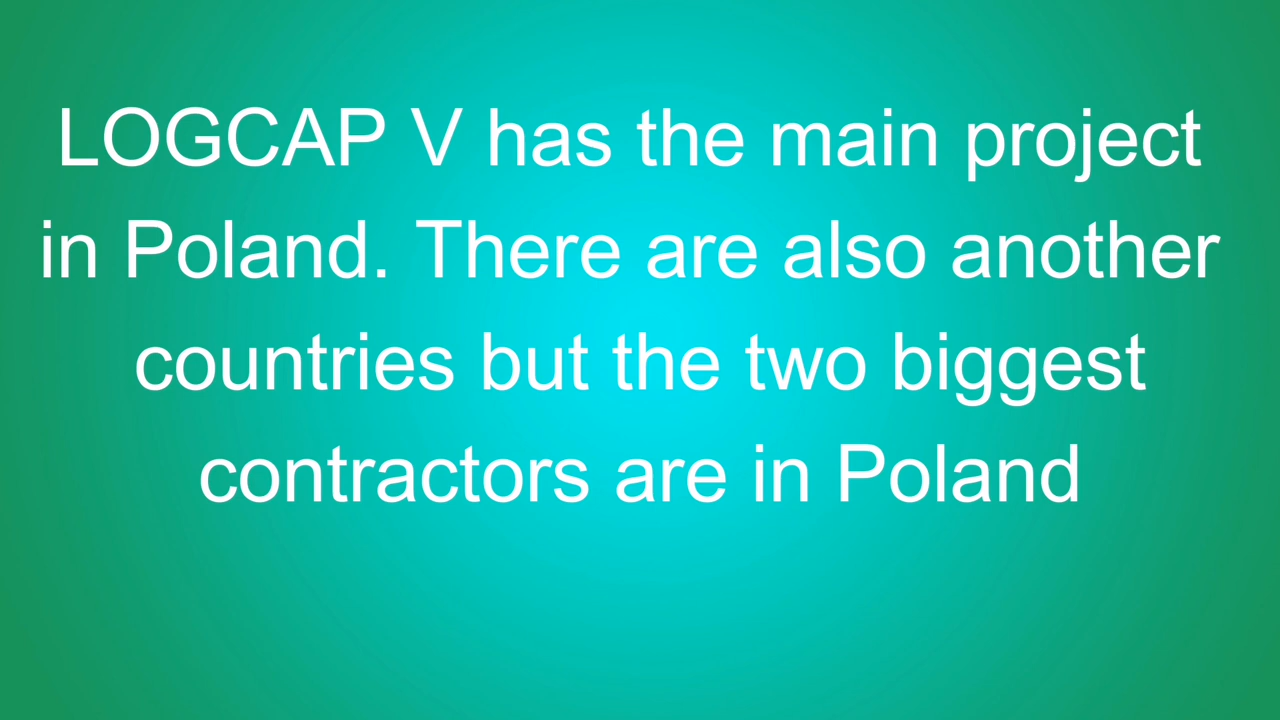 LOGCAP V has the main project
in Poland. There are also another
countries but the two biggest
contractors are in Poland